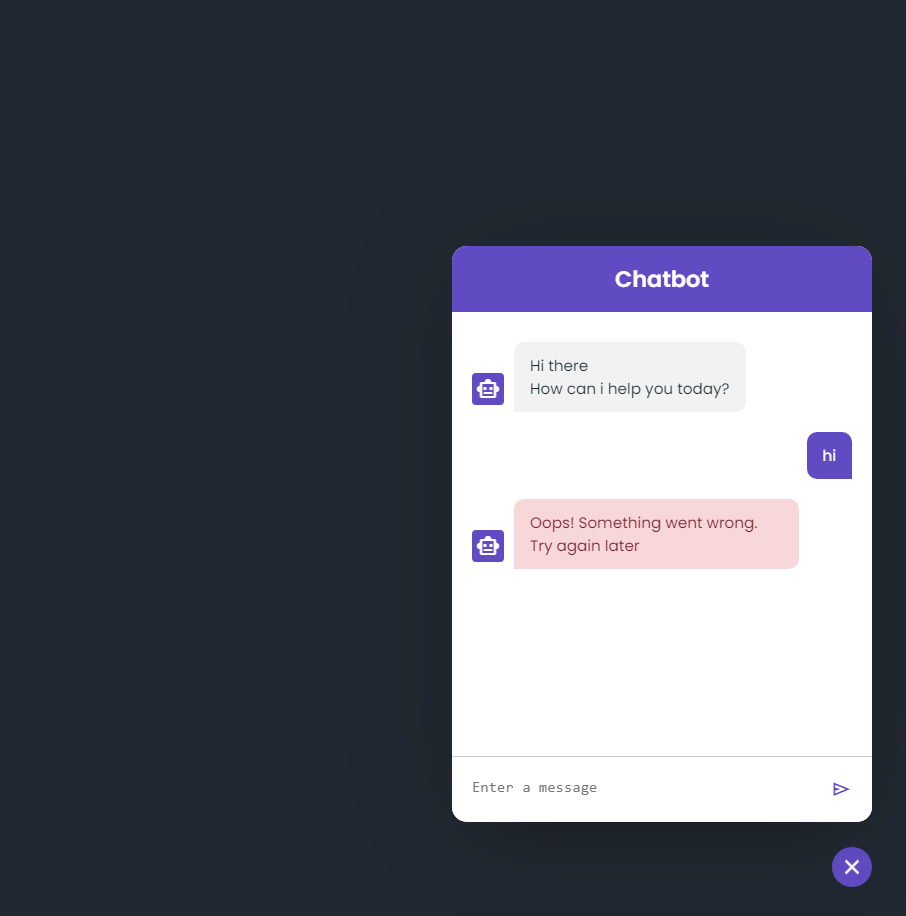 Chatbot
Hi there
How can i help you today?
hi
Oops! Something went wrong.
Try again later
Enter a message